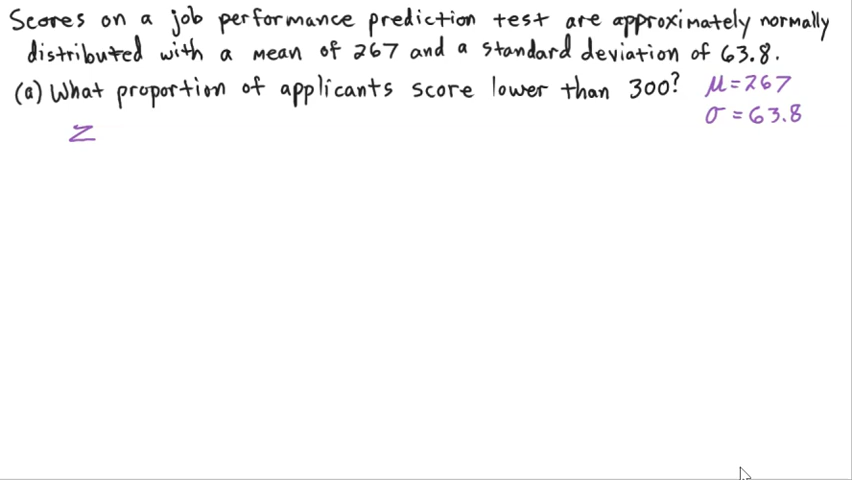 Scores on a job performance prediction test are approximately normally
distributed with a mean of 267 and a standard deviation of 63.8.
(a) What proportion of applicants score lower than 300? μ=267
σ=63.8
Z